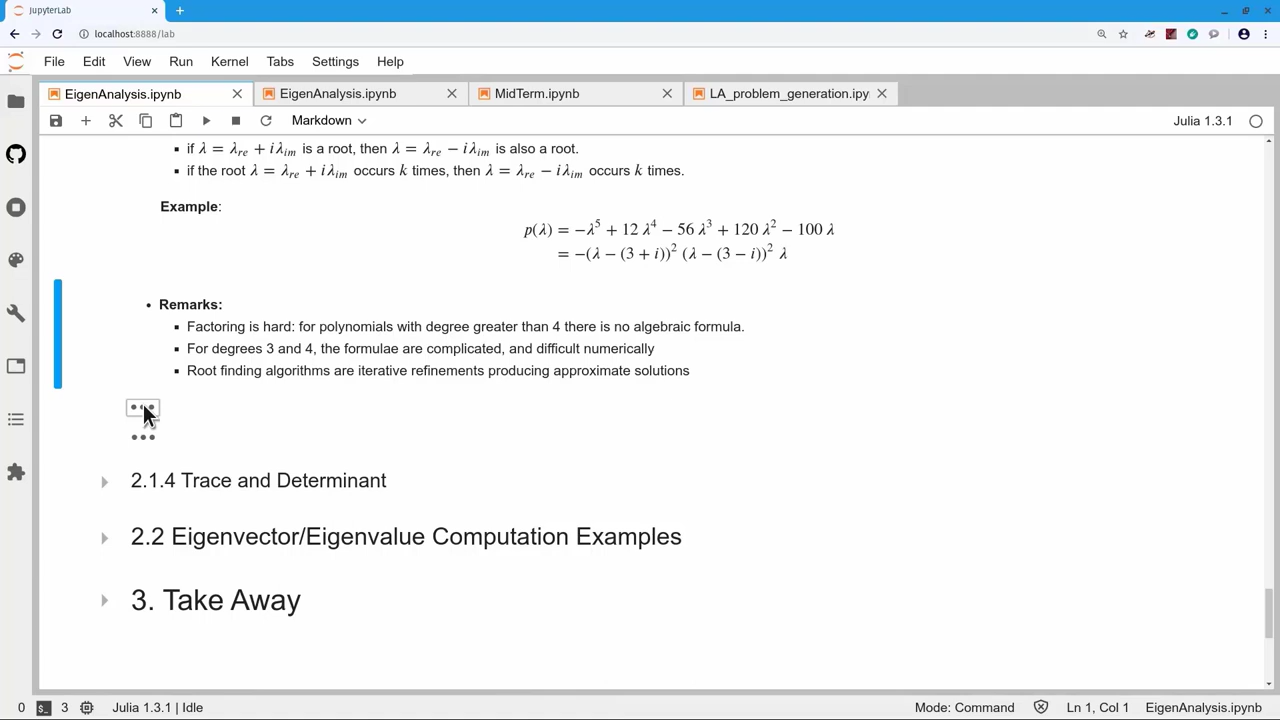 JupyterLab
localhost:8888/lab
File Edit View Run Kernel Tabs Settings Help
EigenAnalysis.ipynb EigenAnalysis.ipynb MidTerm.ipynb LA_problem_generation.ipy
Markdown Julia 1.3.1
▪ if λ = λ_re + iλ_im is a root, then λ = λ_re − iλ_im is also a root.
▪ if the root λ = λ_re + iλ_im occurs k times, then λ = λ_re − iλ_im occurs k times.
Example:
p(λ) = −λ⁵ + 12 λ⁴ − 56 λ³ + 120 λ² − 100 λ
= −(λ − (3 + i))² (λ − (3 − i))² λ
• Remarks:
▪ Factoring is hard: for polynomials with degree greater than 4 there is no algebraic formula.
▪ For degrees 3 and 4, the formulae are complicated, and difficult numerically
▪ Root finding algorithms are iterative refinements producing approximate solutions
2.1.4 Trace and Determinant
2.2 Eigenvector/Eigenvalue Computation Examples
3. Take Away
0 3 Julia 1.3.1 | Idle Mode: Command Ln 1, Col 1 EigenAnalysis.ipynb